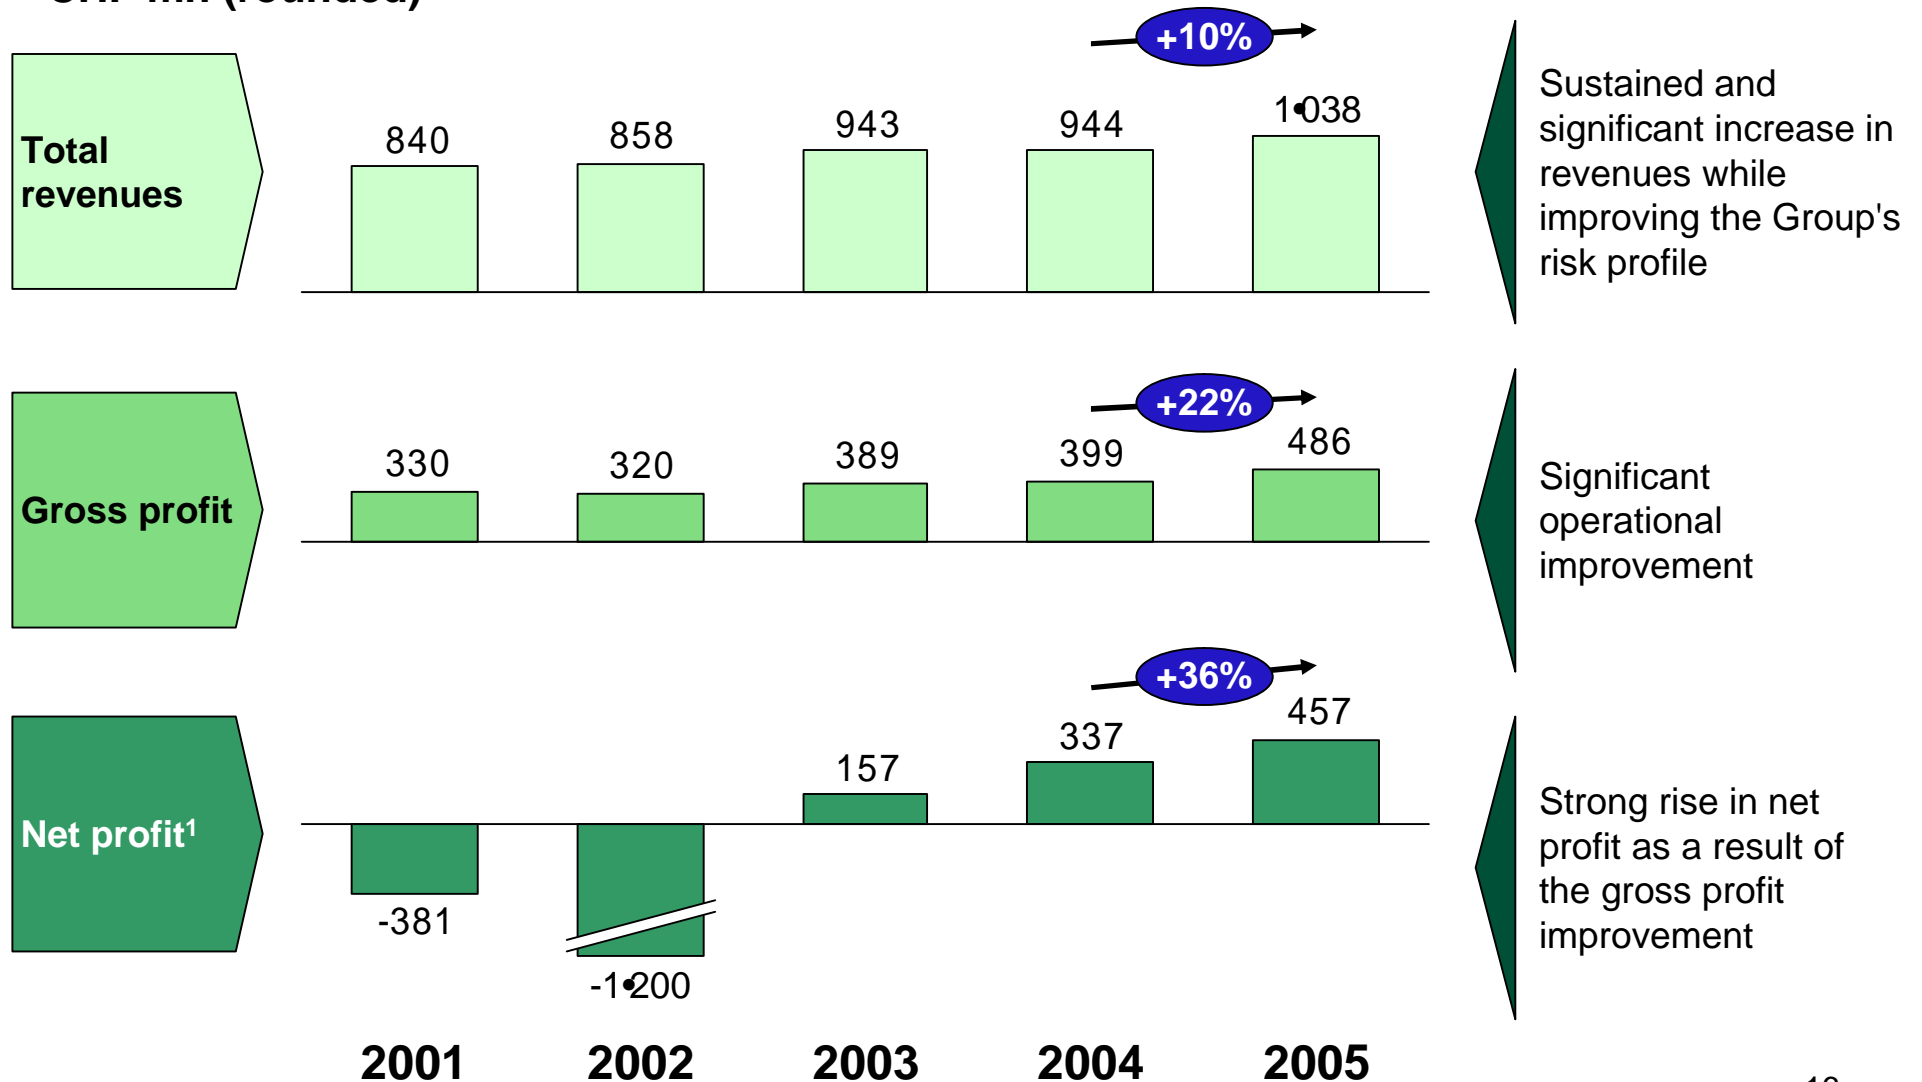 +10%
Total
revenues
840
858
943
944
1•038
Sustained and
significant increase in
revenues while
improving the Group's
risk profile
+22%
Gross profit
330
320
389
399
486
Significant
operational
improvement
+36%
Net profit¹
-381
-1•200
157
337
457
Strong rise in net
profit as a result of
the gross profit
improvement
2001
2002
2003
2004
2005